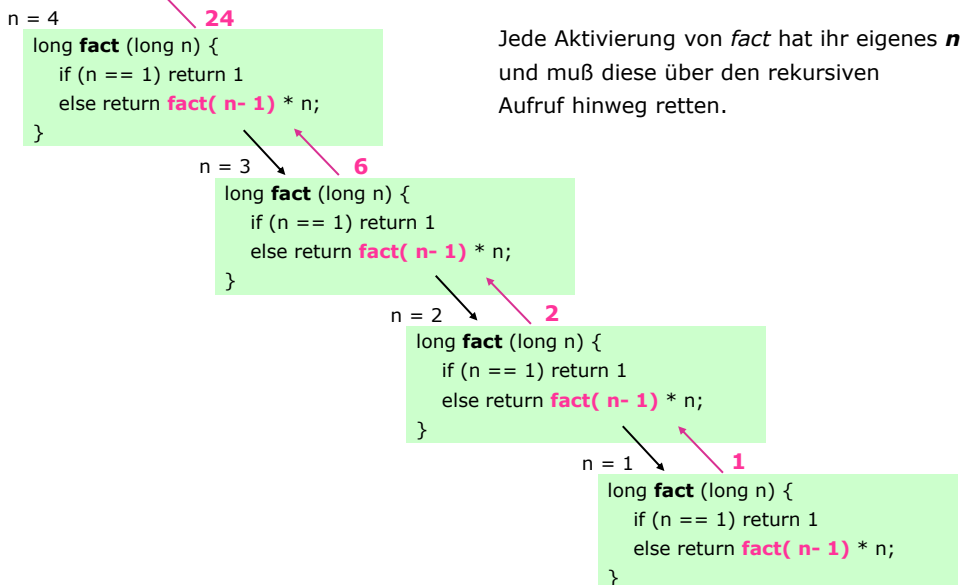 n = 4
24
long fact (long n) {
if (n == 1) return 1
else return fact( n- 1) * n;
}
Jede Aktivierung von fact hat ihr eigenes n
und muß diese über den rekursiven
Aufruf hinweg retten.
n = 3
6
long fact (long n) {
if (n == 1) return 1
else return fact( n- 1) * n;
}
n = 2
2
long fact (long n) {
if (n == 1) return 1
else return fact( n- 1) * n;
}
n = 1
1
long fact (long n) {
if (n == 1) return 1
else return fact( n- 1) * n;
}